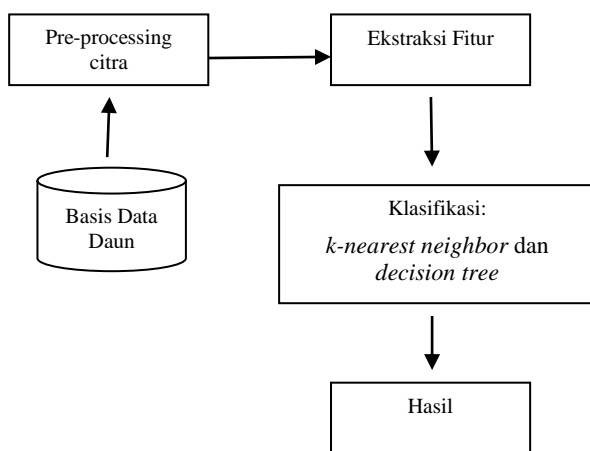 Pre-processing
citra
Ekstraksi Fitur
Basis Data
Daun
Klasifikasi:
k-nearest neighbor dan
decision tree
Hasil